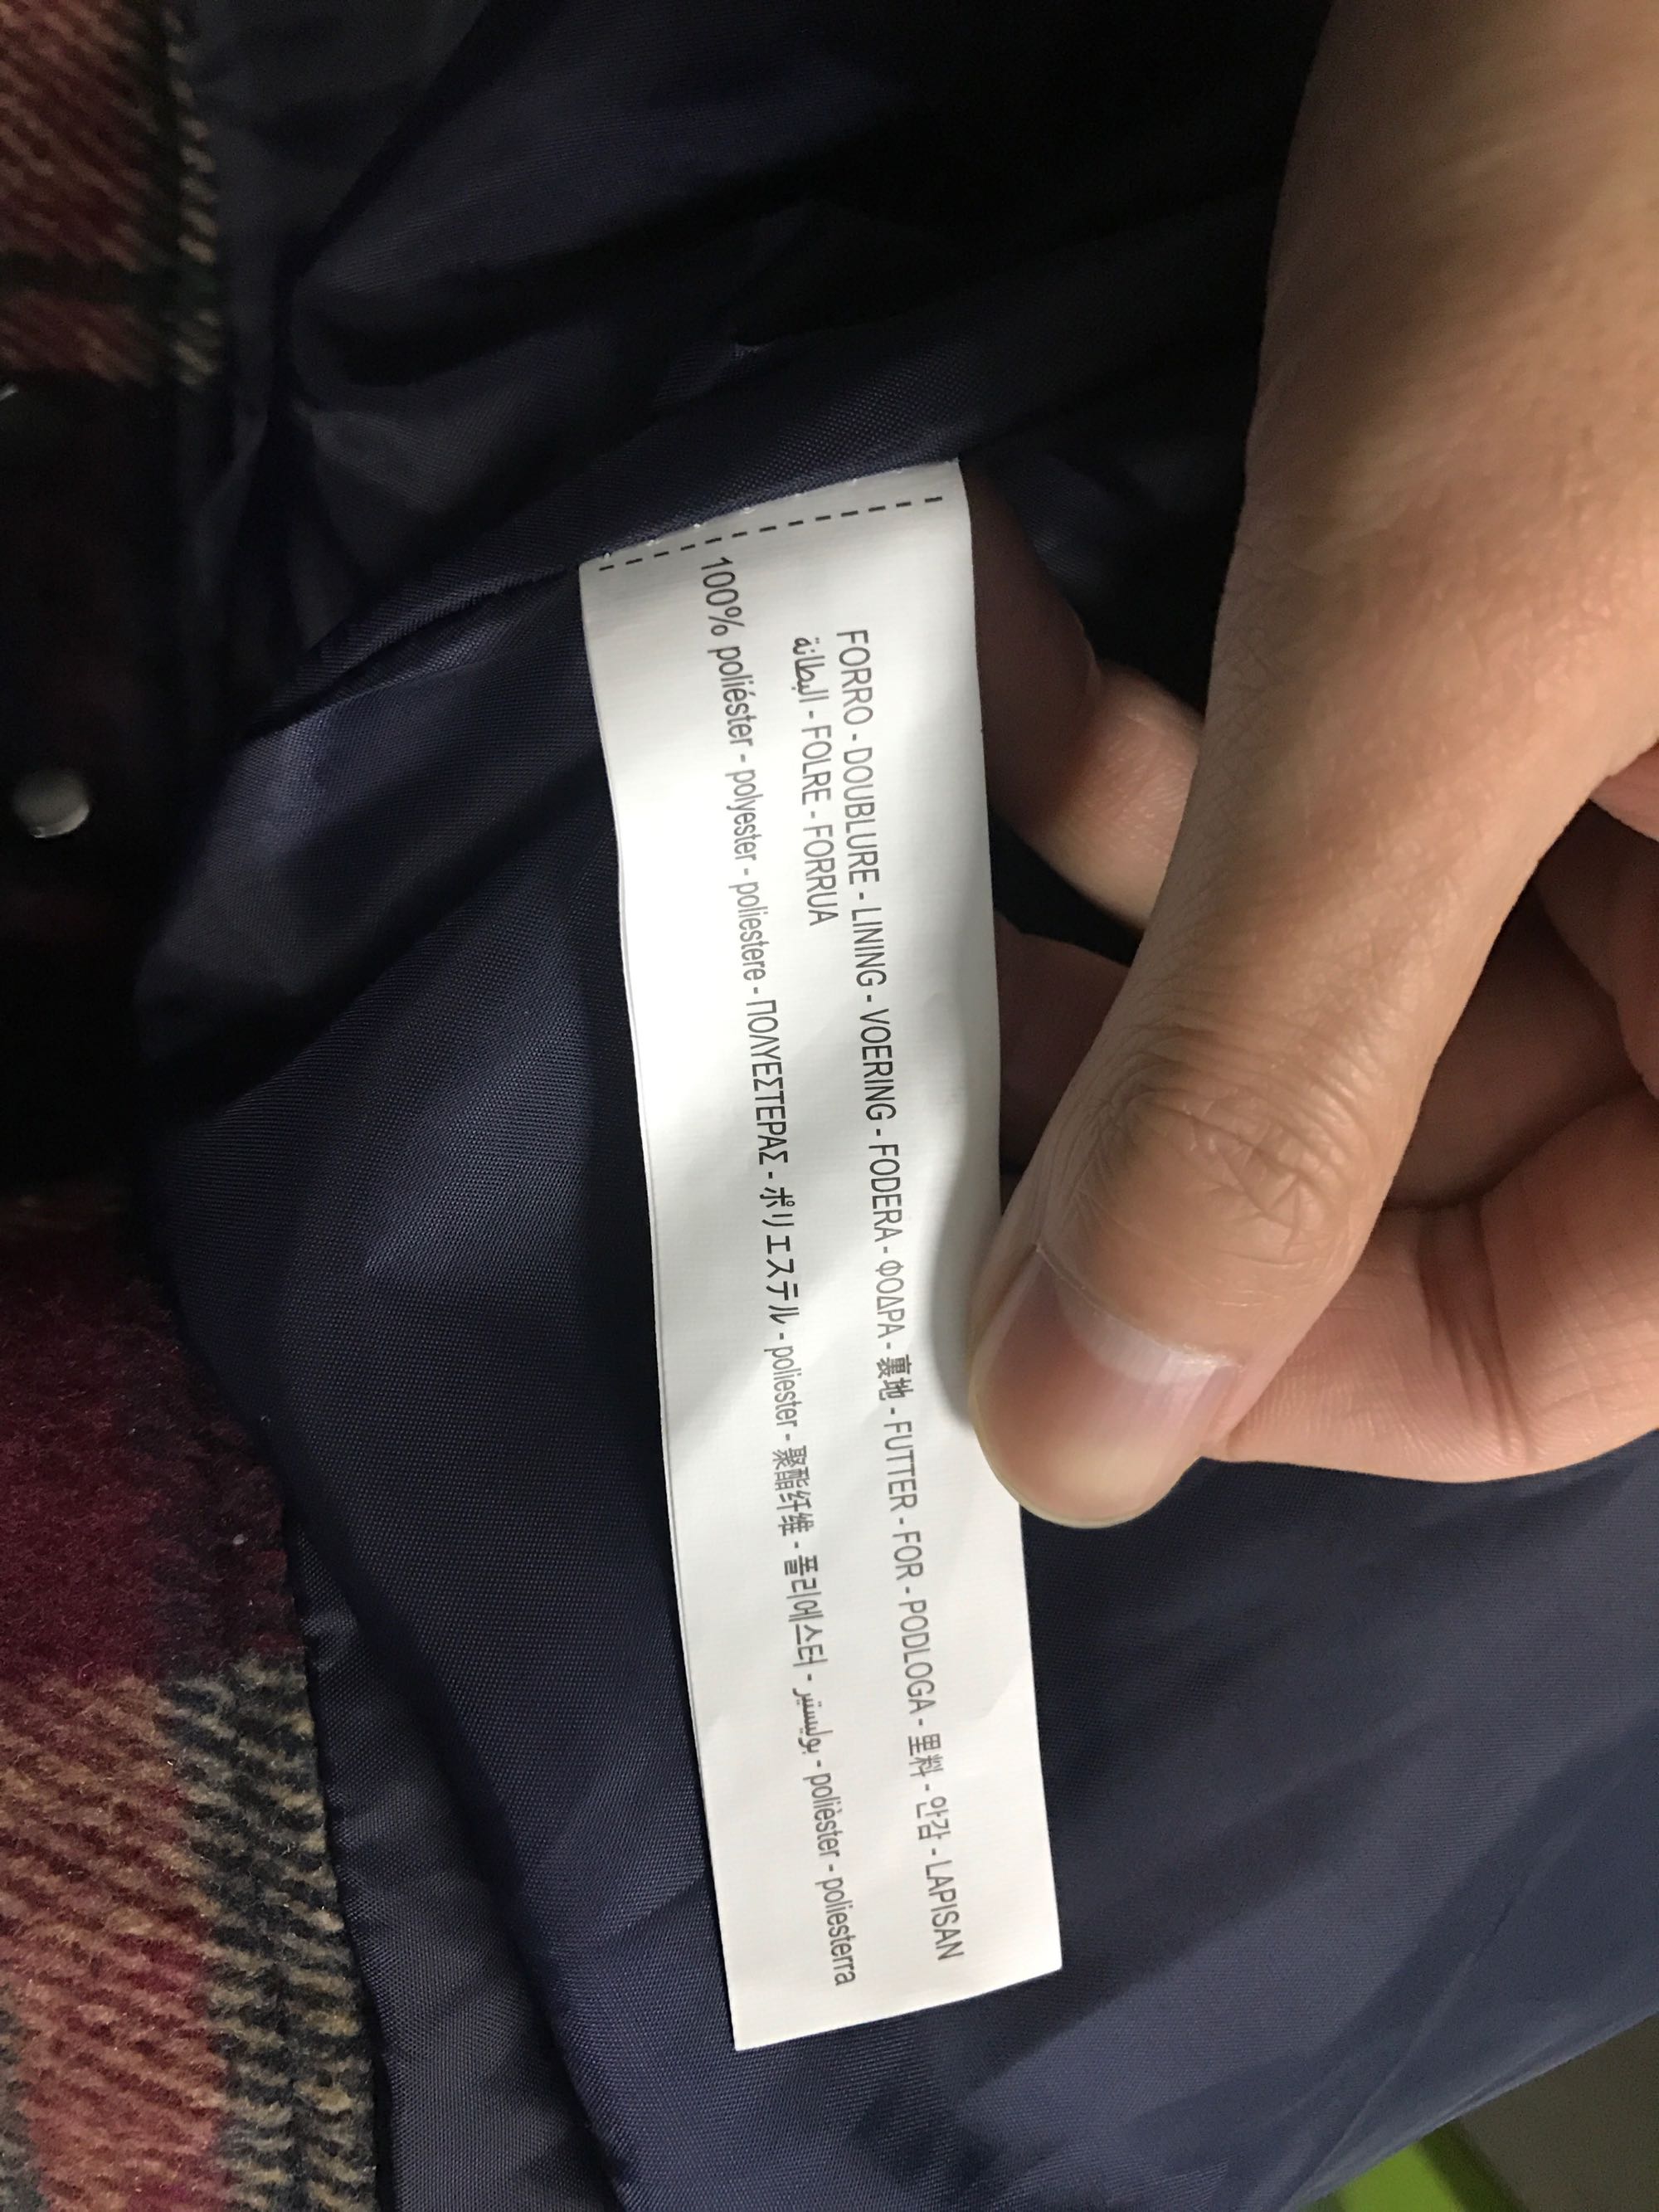 FORRO - DOUBLURE - LINING - VOERING - FODERA - ΦΟΔΡΑ - 裏地 - FUTTER - FOR - PODLOGA - 里料 - 안감 - LAPISAN
البطانة - FOLRE - FORRUA
100% poliéster - polyester - poliestere - ΠΟΛΥΕΣΤΕΡΑΣ - ポリエステル - poliester - 聚酯纤维 - 폴리에스터 - بوليستير - polièster - poliesterra